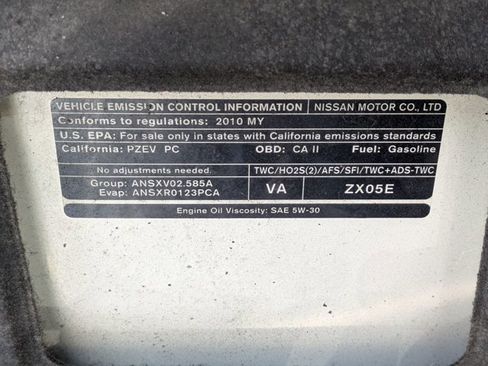 VEHICLE EMISSION CONTROL INFORMATION NISSAN MOTOR CO., LTD
Conforms to regulations: 2010 MY
U.S. EPA: For sale only in states with California emissions standards
California: PZEV PC OBD: CA II Fuel: Gasoline
No adjustments needed. TWC/HO2S(2)/AFS/SFI/TWC+ADS-TWC
Group: ANSXV02.585A VA ZX05E
Evap: ANSXR0123PCA
Engine Oil Viscosity: SAE 5W-30